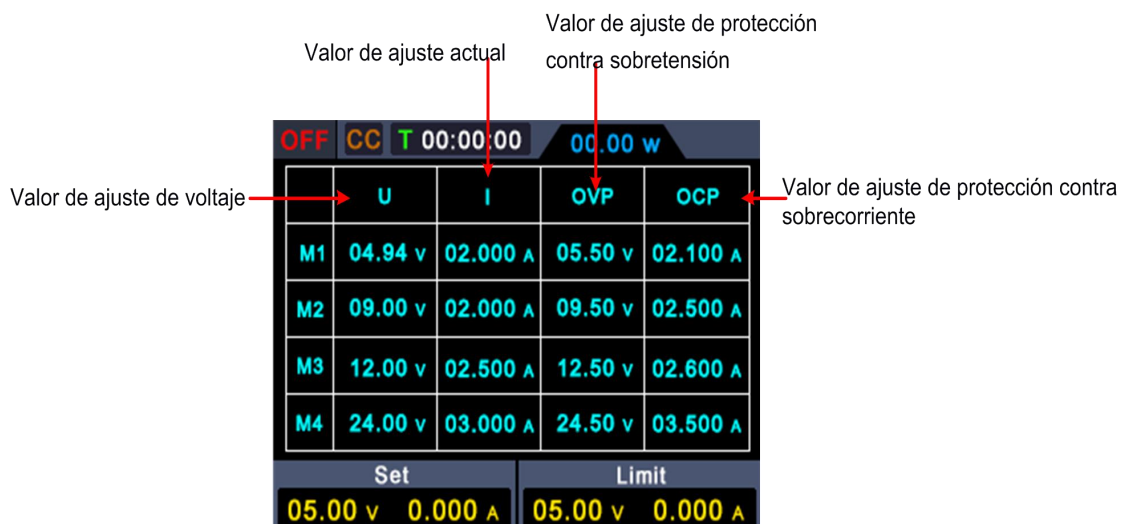 Valor de ajuste de protección
contra sobretensión
Valor de ajuste actual
OFF CC T 00:00:00 00.00 W
Valor de ajuste de voltaje
U I OVP OCP
Valor de ajuste de protección contra
sobrecorriente
M1 04.94 V 02.000 A 05.50 V 02.100 A
M2 09.00 V 02.000 A 09.50 V 02.500 A
M3 12.00 V 02.500 A 12.50 V 02.600 A
M4 24.00 V 03.000 A 24.50 V 03.500 A
Set Limit
05.00 V 0.000 A 05.00 V 0.000 A